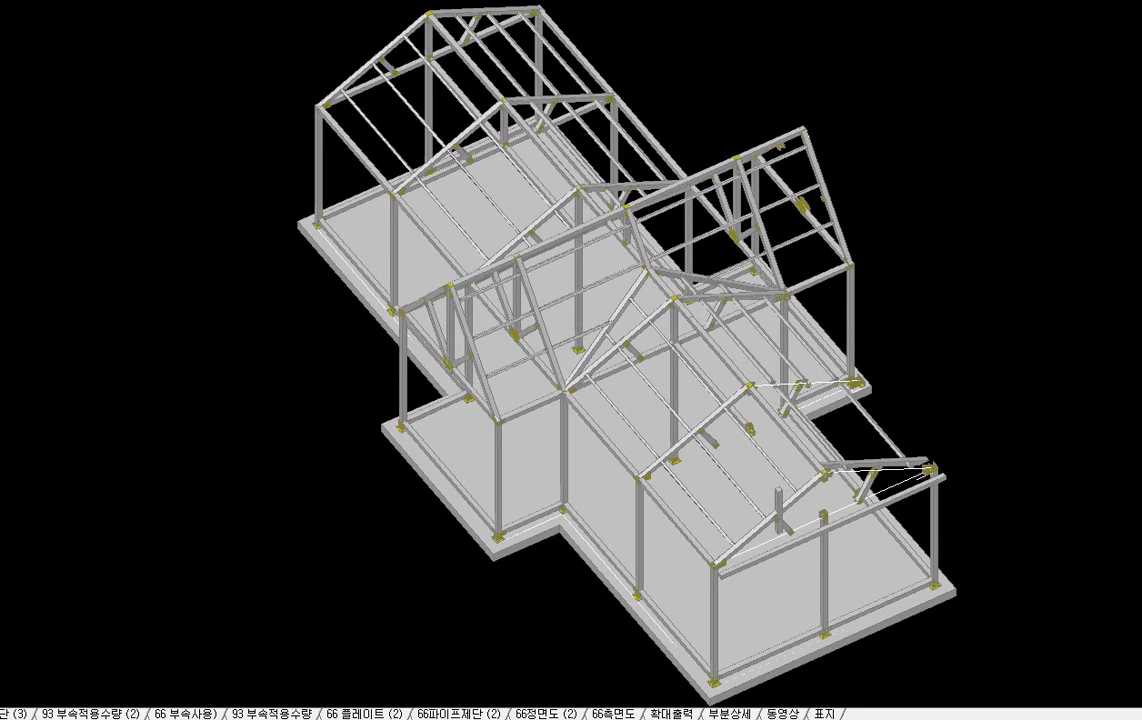 단 (3) / 93 부속적용수량 (2) / 66 부속사용) / 93 부속적용수량 / 66 플레이트 (2) / 66파이프제단 (2) / 66정면도 (2) / 66측면도 / 확대출력 / 부분상세 / 동영상 / 표지 /